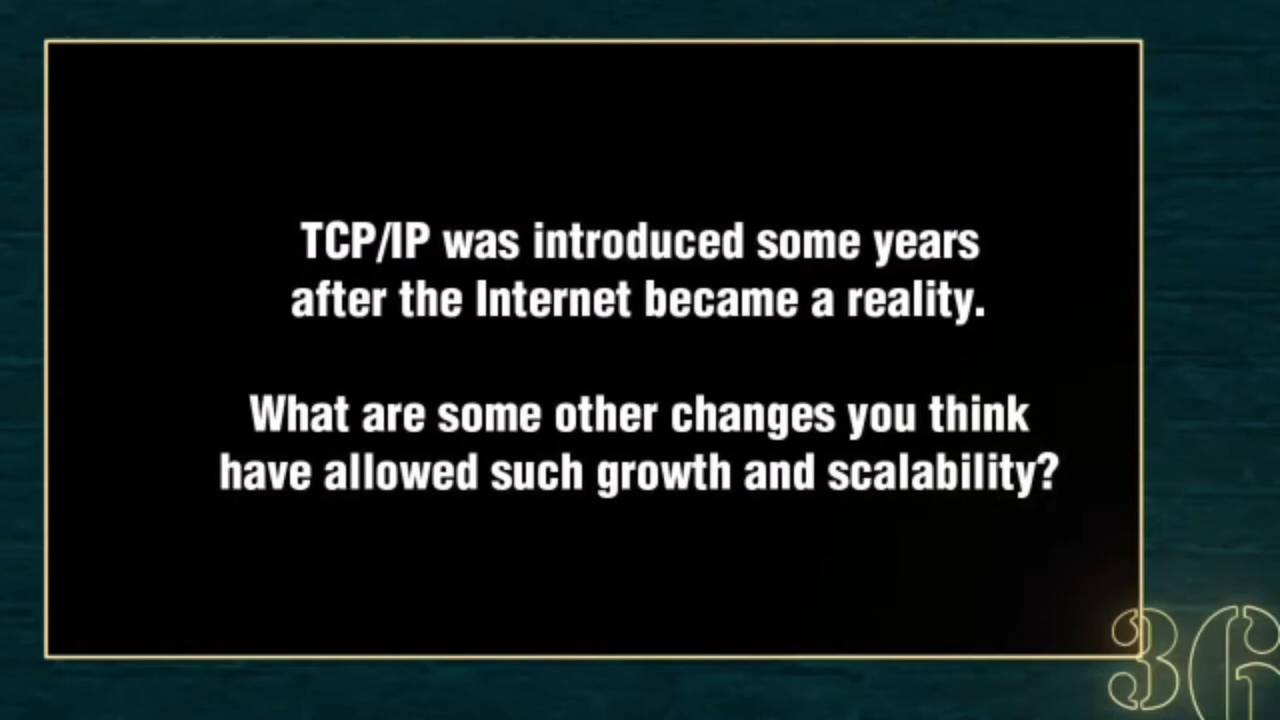 TCP/IP was introduced some years
after the Internet became a reality.
What are some other changes you think
have allowed such growth and scalability?
36